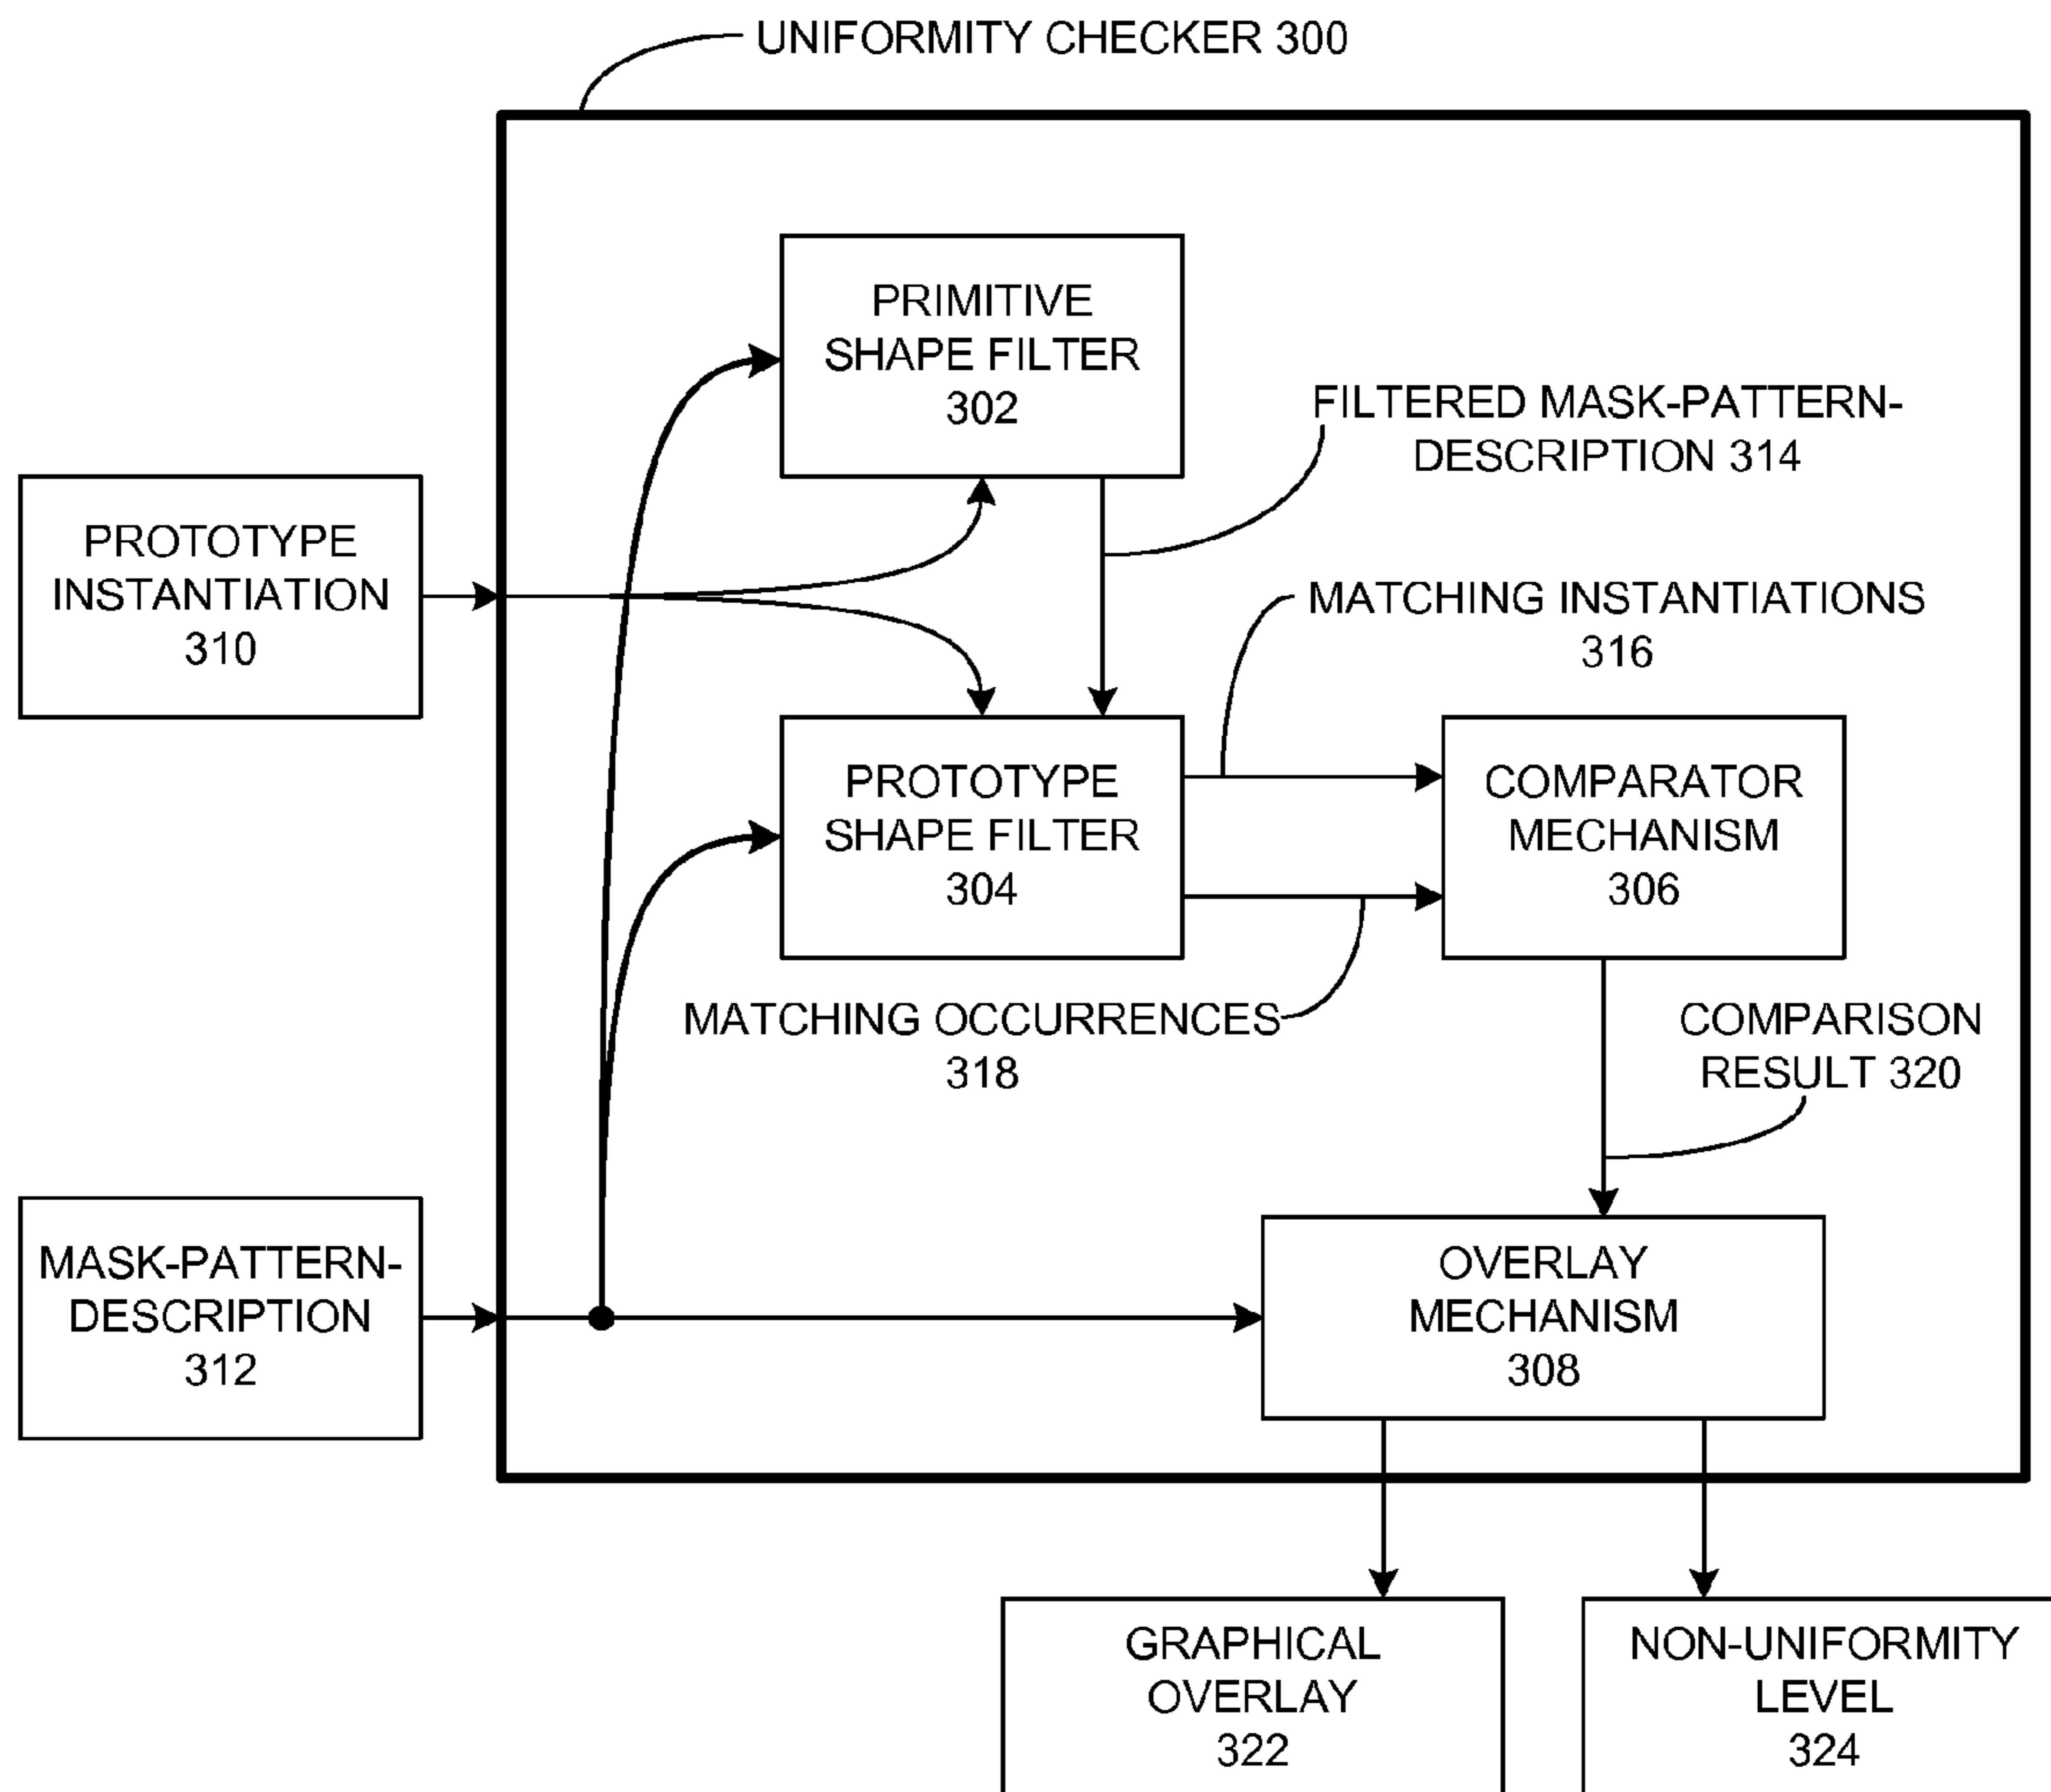 UNIFORMITY CHECKER 300
PRIMITIVE
SHAPE FILTER
302
FILTERED MASK-PATTERN-
DESCRIPTION 314
PROTOTYPE
INSTANTIATION
310
MATCHING INSTANTIATIONS
316
PROTOTYPE
SHAPE FILTER
304
COMPARATOR
MECHANISM
306
MATCHING OCCURRENCES
318
COMPARISON
RESULT 320
MASK-PATTERN-
DESCRIPTION
312
OVERLAY
MECHANISM
308
GRAPHICAL
OVERLAY
322
NON-UNIFORMITY
LEVEL
324